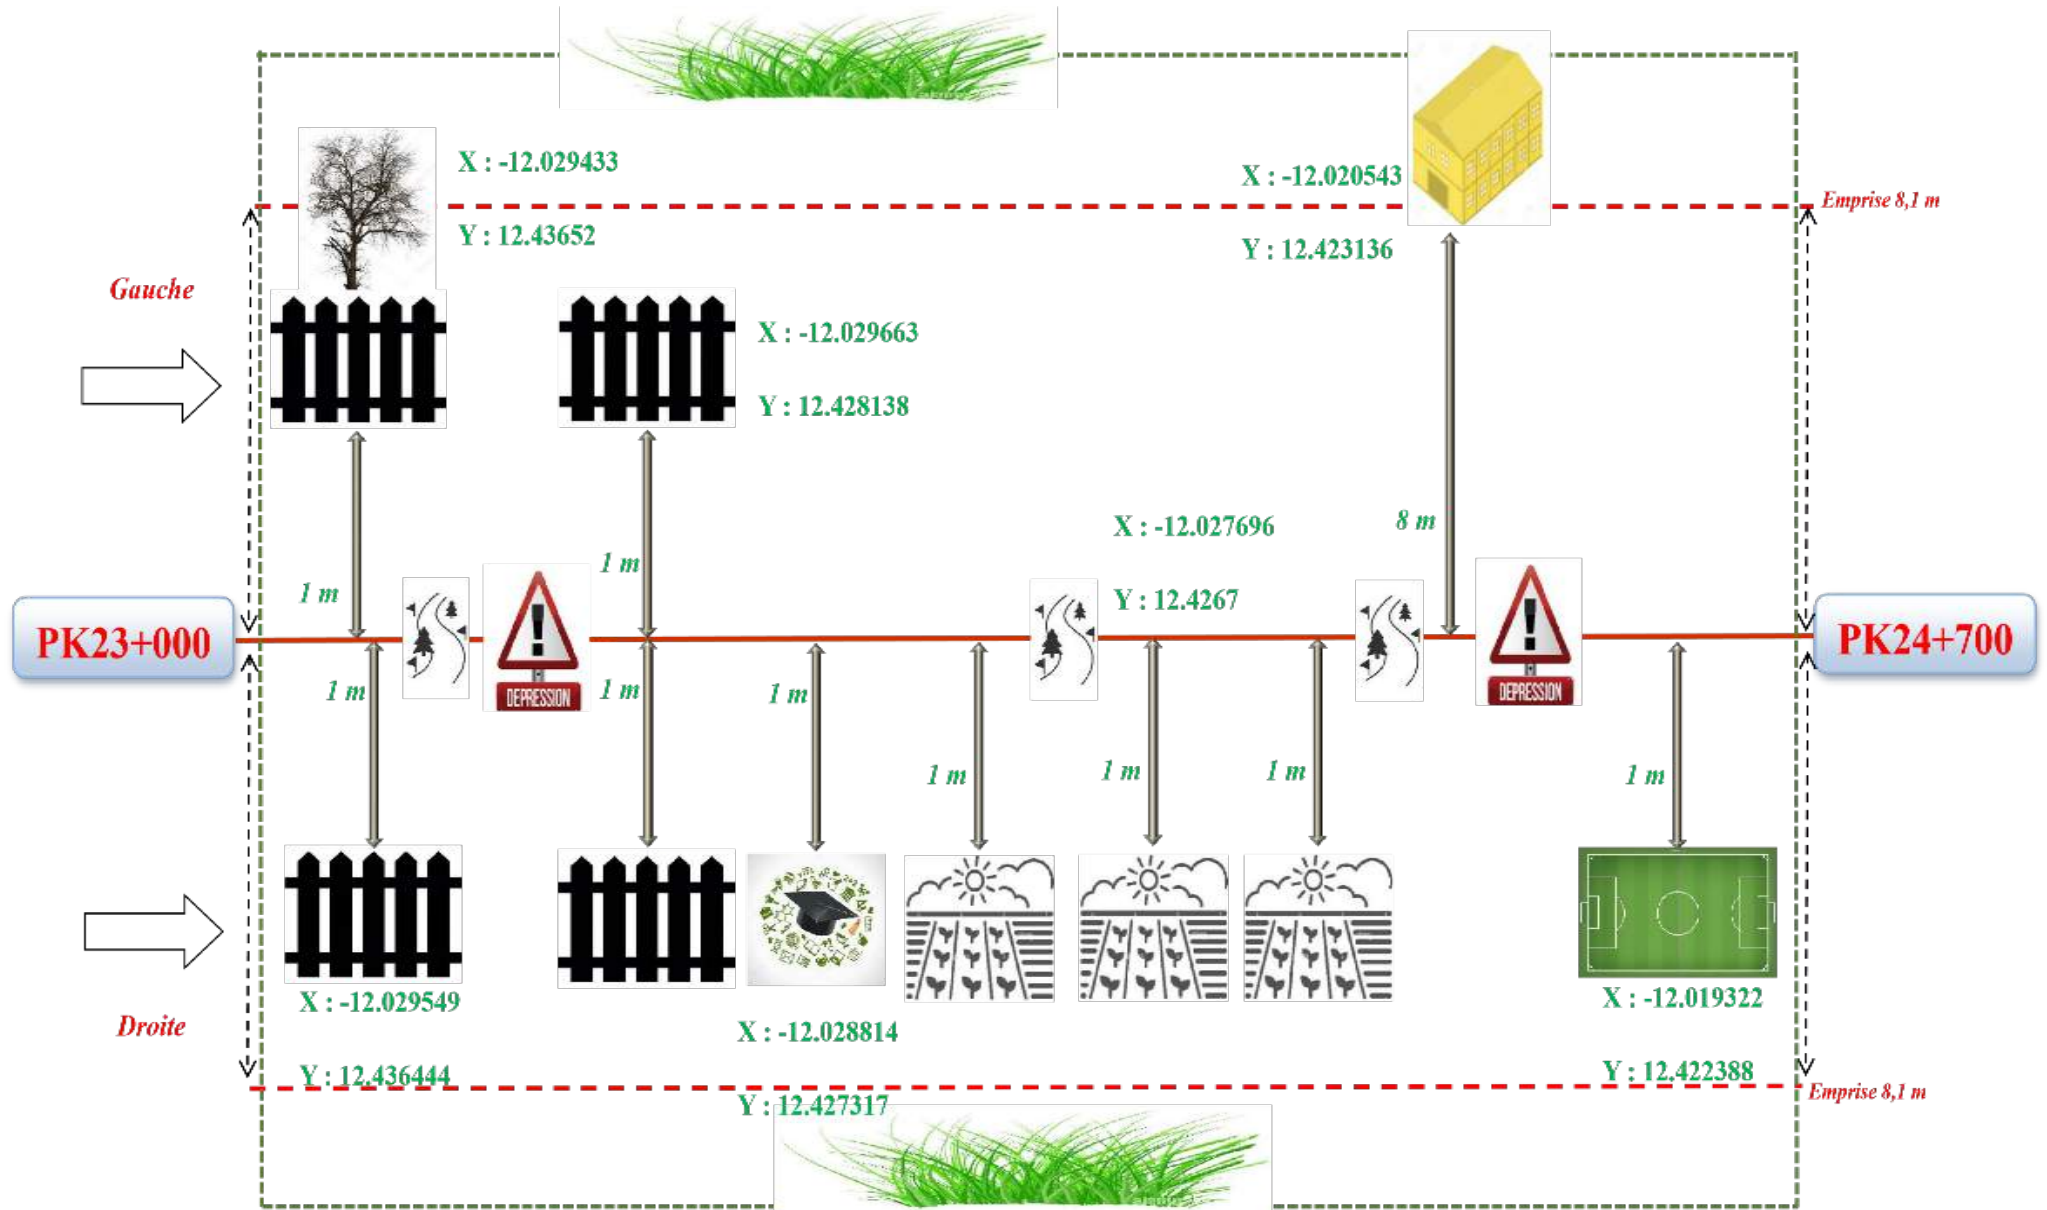 X : -12.029433
X : -12.020543
Emprise 8,1 m
Y : 12.43652
Y : 12.423136
Gauche
X : -12.029663
Y : 12.428138
X : -12.027696
8 m
1 m
1 m
Y : 12.4267
PK23+000
PK24+700
1 m
DEPRESSION
1 m
1 m
DEPRESSION
1 m
1 m
1 m
1 m
X : -12.029549
X : -12.019322
Droite
X : -12.028814
Y : 12.436444
Y : 12.422388
Emprise 8,1 m
Y : 12.427317